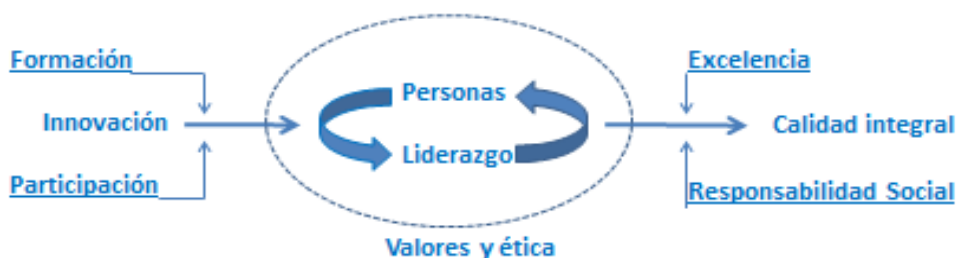 Formación
Excelencia
Personas
Innovación
Calidad integral
Liderazgo
Participación
Responsabilidad Social
Valores y ética